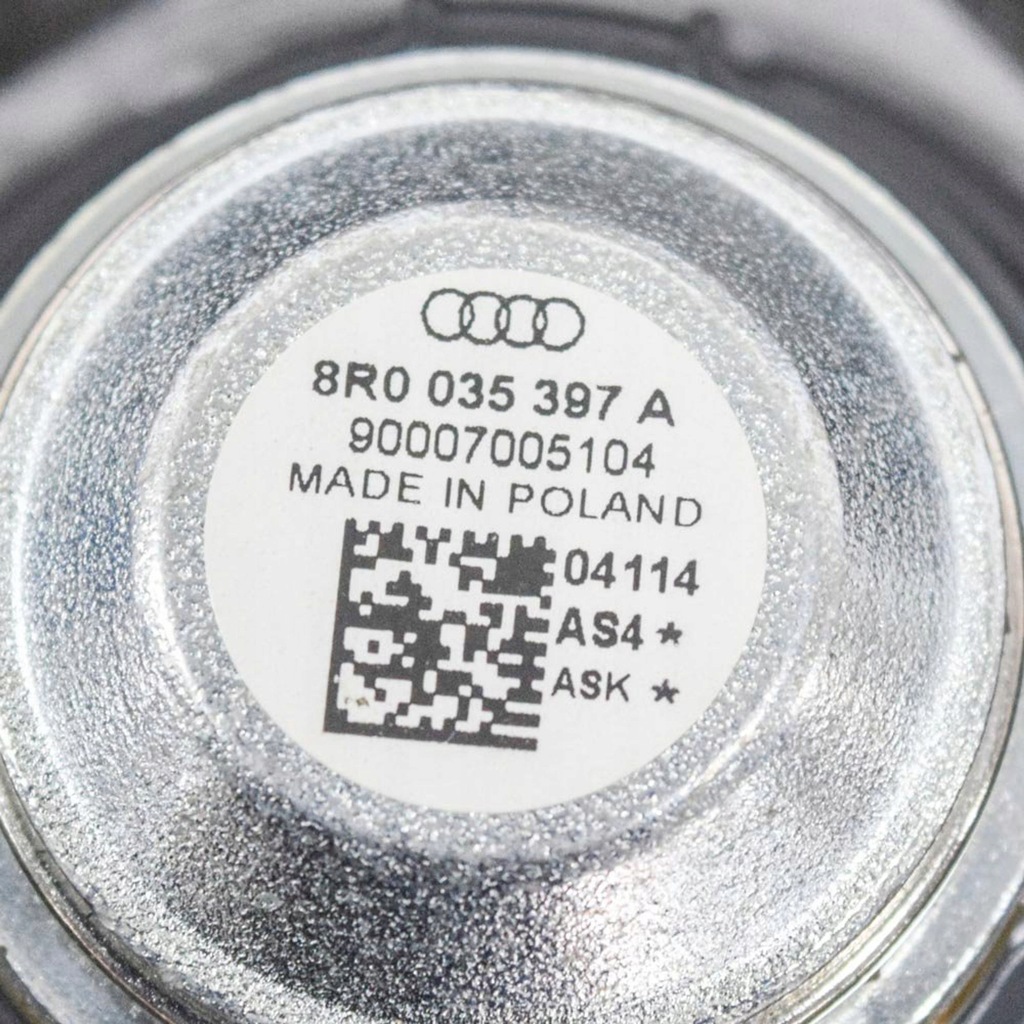 8R0 035 397 A
90007005104
MADE IN POLAND
04114
AS4 *
ASK *